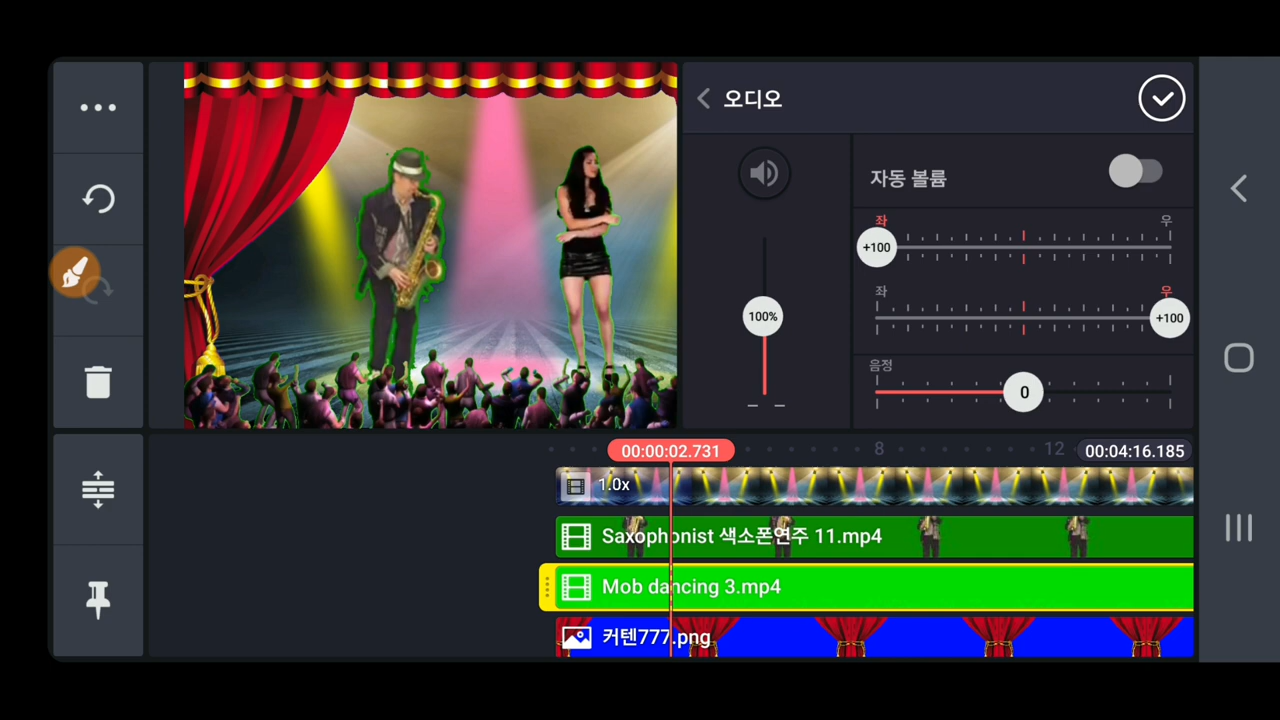 오디오
자동 볼륨
좌 우
+100
좌 우
100%
+100
음정
0
00:00:02.731
8
12
00:04:16.185
1.0x
Saxophonist 색소폰연주 11.mp4
Mob dancing 3.mp4
커텐777.png